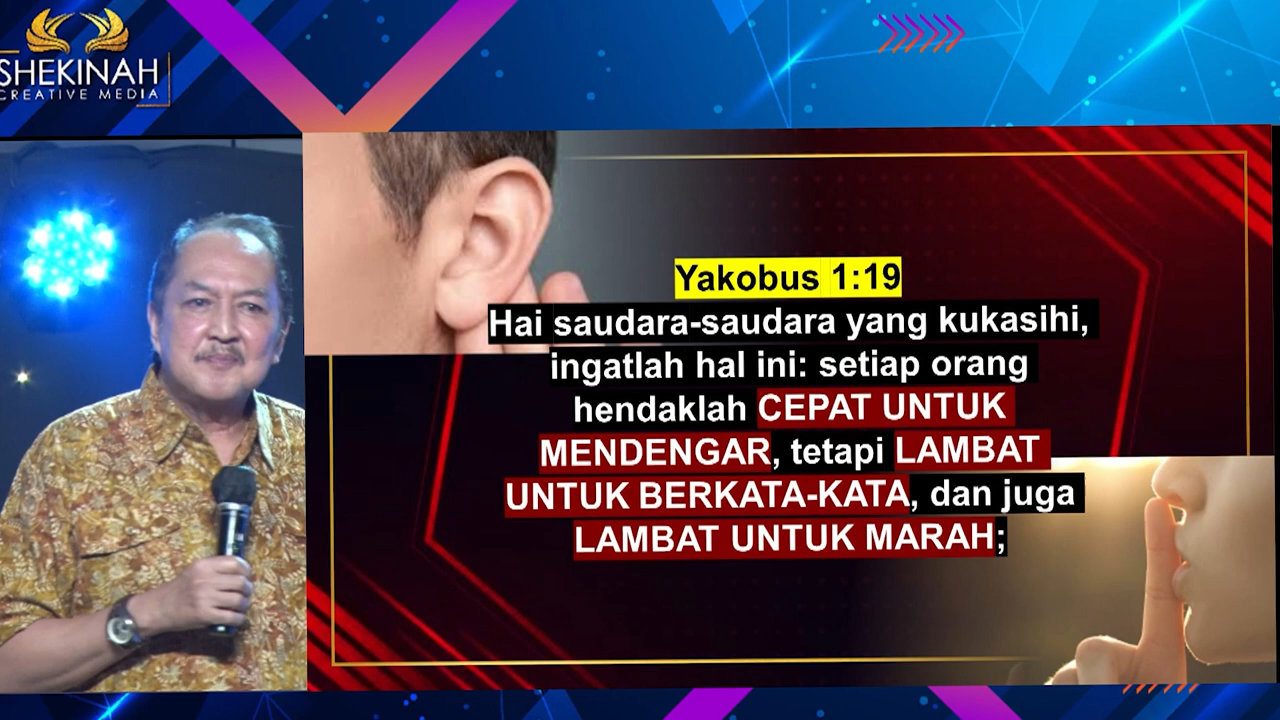 SHEKINAH
CREATIVE MEDIA
Yakobus 1:19
Hai saudara-saudara yang kukasihi,
ingatlah hal ini: setiap orang
hendaklah CEPAT UNTUK
MENDENGAR, tetapi LAMBAT
UNTUK BERKATA-KATA, dan juga
LAMBAT UNTUK MARAH;